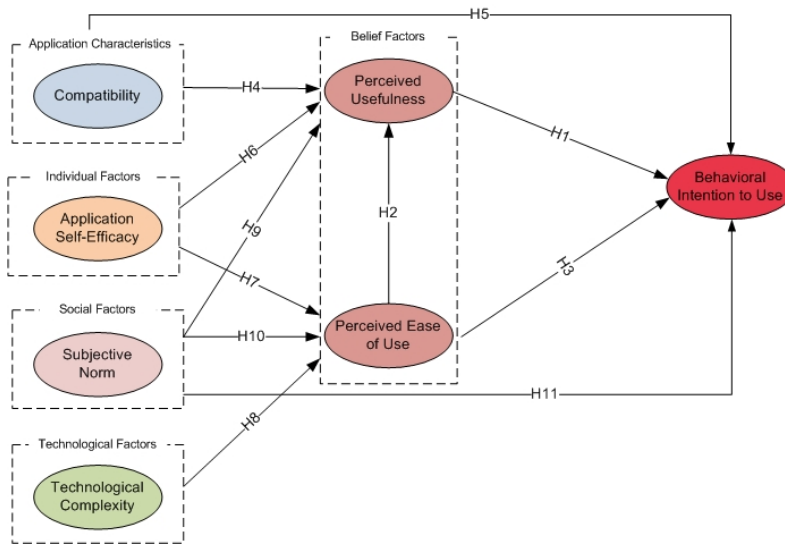 H5
Application Characteristics
Belief Factors
Compatibility
H4
Perceived
Usefulness
H1
H6
Individual Factors
Behavioral
Intention to Use
Application
Self-Efficacy
H2
H9
H7
H3
Social Factors
Subjective
Norm
H10
Perceived Ease
of Use
H11
H8
Technological Factors
Technological
Complexity